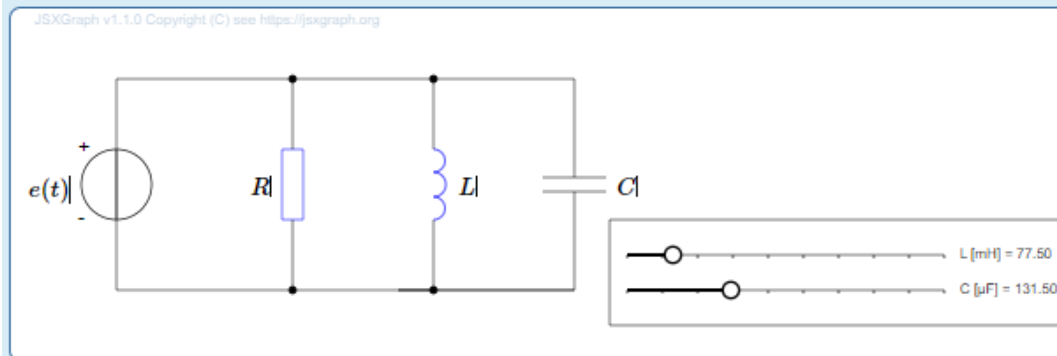 JSXGraph v1.1.0 Copyright (C) see https://jsxgraph.org
+
e(t)
-
R
L
C
L [mH] = 77.50
C [μF] = 131.50